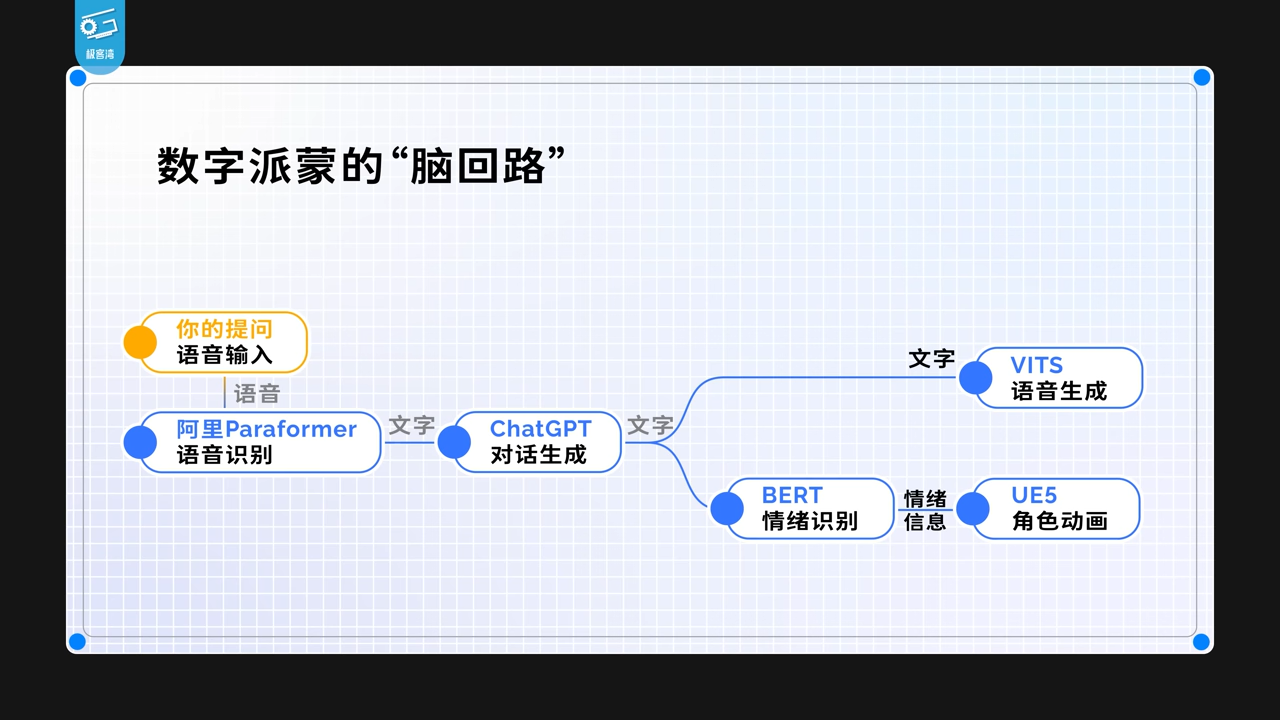 极客湾
数字派蒙的“脑回路”
你的提问
语音输入
语音
阿里Paraformer
语音识别
文字
ChatGPT
对话生成
文字
文字
VITS
语音生成
BERT
情绪识别
情绪
信息
UE5
角色动画